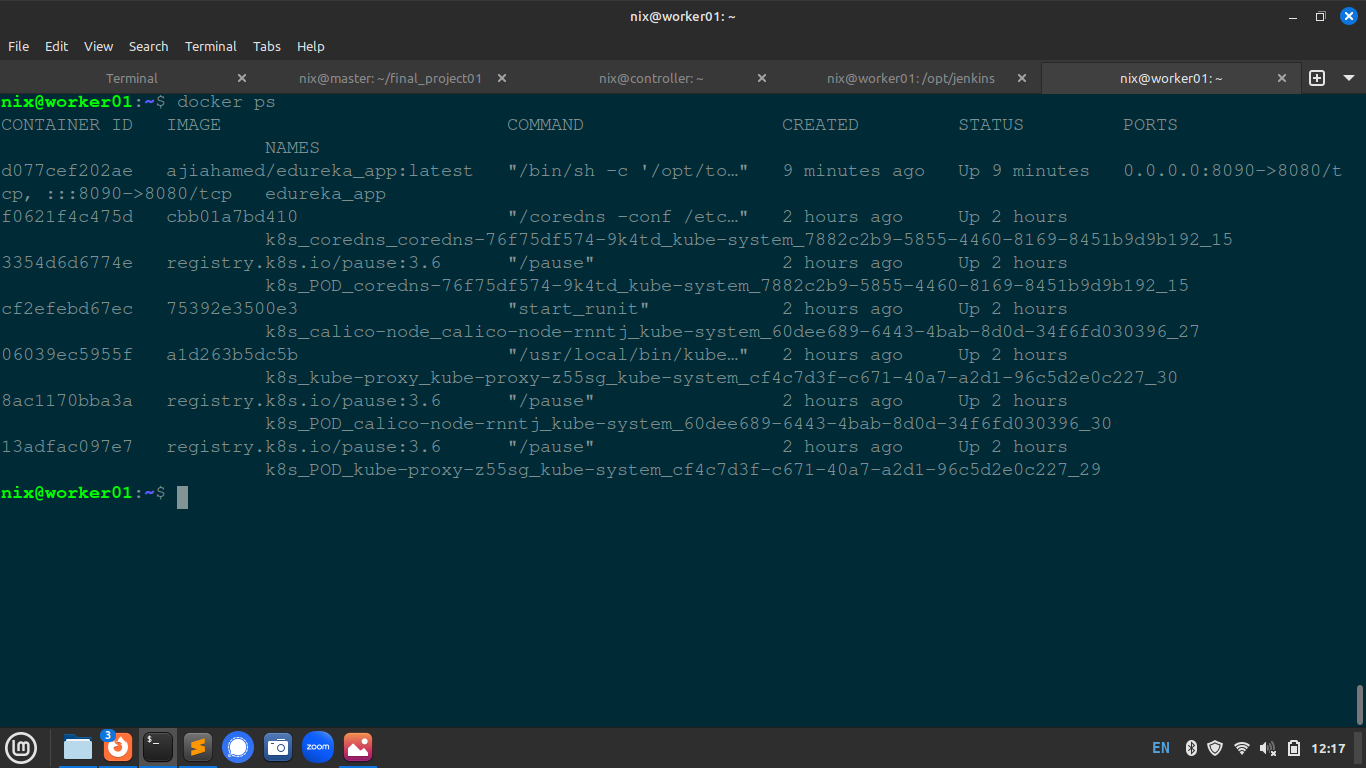 nix@worker01: ~
File Edit View Search Terminal Tabs Help
Terminal nix@master: ~/final_project01 nix@controller: ~ nix@worker01: /opt/jenkins nix@worker01: ~
nix@worker01:~$ docker ps
CONTAINER ID IMAGE COMMAND CREATED STATUS PORTS
NAMES
d077cef202ae ajiahamed/edureka_app:latest "/bin/sh -c '/opt/to…" 9 minutes ago Up 9 minutes 0.0.0.0:8090->8080/t
cp, :::8090->8080/tcp edureka_app
f0621f4c475d cbb01a7bd410 "/coredns -conf /etc…" 2 hours ago Up 2 hours
k8s_coredns_coredns-76f75df574-9k4td_kube-system_7882c2b9-5855-4460-8169-8451b9d9b192_15
3354d6d6774e registry.k8s.io/pause:3.6 "/pause" 2 hours ago Up 2 hours
k8s_POD_coredns-76f75df574-9k4td_kube-system_7882c2b9-5855-4460-8169-8451b9d9b192_15
cf2efebd67ec 75392e3500e3 "start_runit" 2 hours ago Up 2 hours
k8s_calico-node_calico-node-rnntj_kube-system_60dee689-6443-4bab-8d0d-34f6fd030396_27
06039ec5955f a1d263b5dc5b "/usr/local/bin/kube…" 2 hours ago Up 2 hours
k8s_kube-proxy_kube-proxy-z55sg_kube-system_cf4c7d3f-c671-40a7-a2d1-96c5d2e0c227_30
8ac1170bba3a registry.k8s.io/pause:3.6 "/pause" 2 hours ago Up 2 hours
k8s_POD_calico-node-rnntj_kube-system_60dee689-6443-4bab-8d0d-34f6fd030396_30
13adfac097e7 registry.k8s.io/pause:3.6 "/pause" 2 hours ago Up 2 hours
k8s_POD_kube-proxy-z55sg_kube-system_cf4c7d3f-c671-40a7-a2d1-96c5d2e0c227_29
nix@worker01:~$
3 $_ zoom EN 12:17